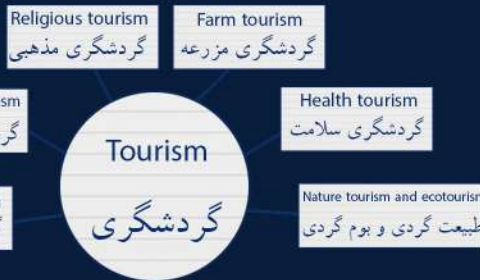 Religious tourism
گردشگری مذهبی
Farm tourism
گردشگری مزرعه
Health tourism
گردشگری سلامت
Tourism
گردشگری
Nature tourism and ecotourism
طبیعت گردی و بوم گردی